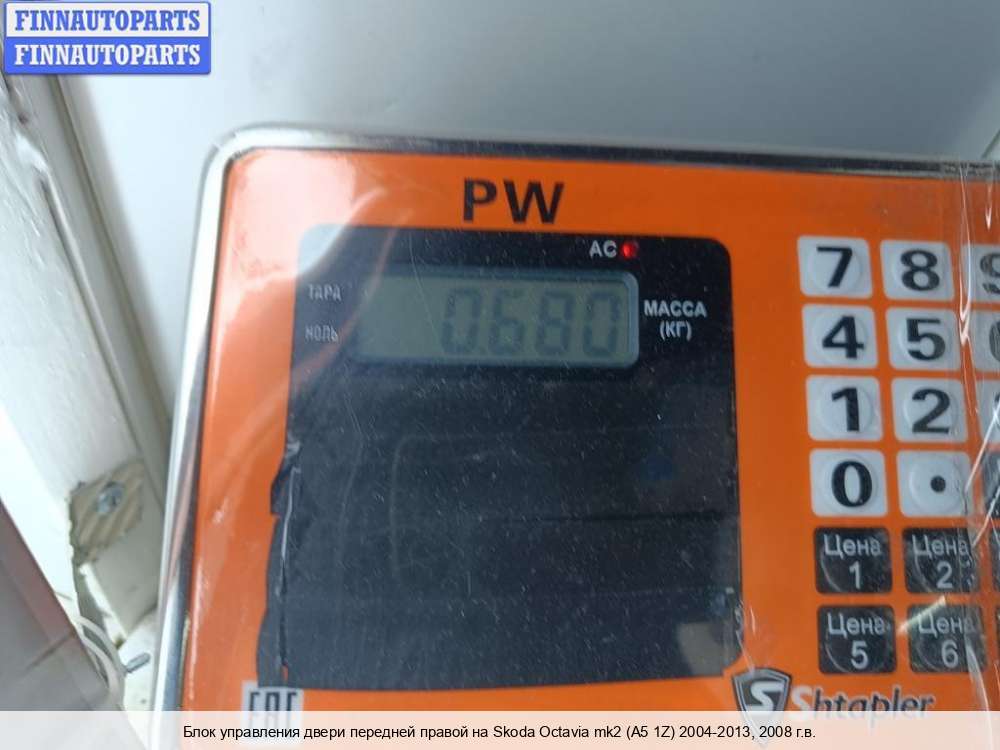 FINNAUTOPARTS
FINNAUTOPARTS
PW
AC
ТАРА
НОЛЬ
0.680
МАССА
(КГ)
7 8 9
4 5
1 2
0 .
Цена 1
Цена 2
Цена 5
Цена 6
S Shtapler
EAC
Блок управления двери передней правой на Skoda Octavia mk2 (A5 1Z) 2004-2013, 2008 г.в.